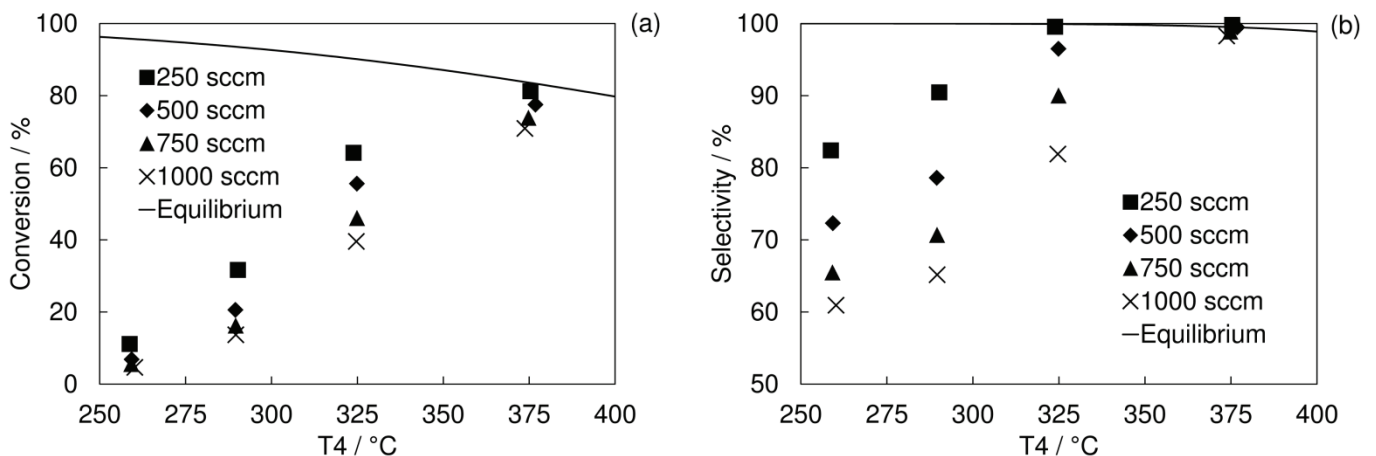 (a)
Conversion / %
100
80
60
40
20
0
250 sccm
500 sccm
750 sccm
1000 sccm
Equilibrium
250 275 300 325 350 375 400
T4 / °C
(b)
Selectivity / %
100
90
80
70
60
50
250 sccm
500 sccm
750 sccm
1000 sccm
Equilibrium
250 275 300 325 350 375 400
T4 / °C